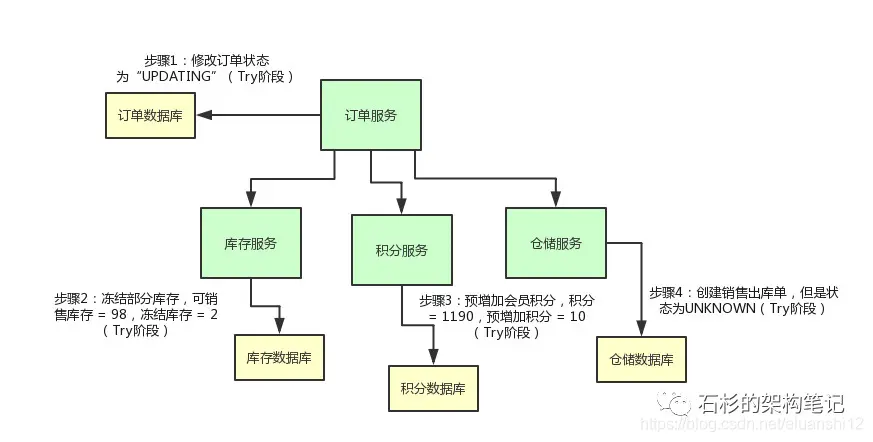 步骤1：修改订单状态
为“UPDATING”（Try阶段）
订单数据库
订单服务
库存服务
积分服务
仓储服务
步骤2：冻结部分库存，可销
售库存 = 98，冻结库存 = 2
（Try阶段）
步骤3：预增加会员积分，积分
= 1190，预增加积分 = 10
（Try阶段）
步骤4：创建销售出库单，但是状
态为UNKNOWN（Try阶段）
库存数据库
积分数据库
仓储数据库
石杉的架构笔记
https://blog.csdn.net/eluanshi12